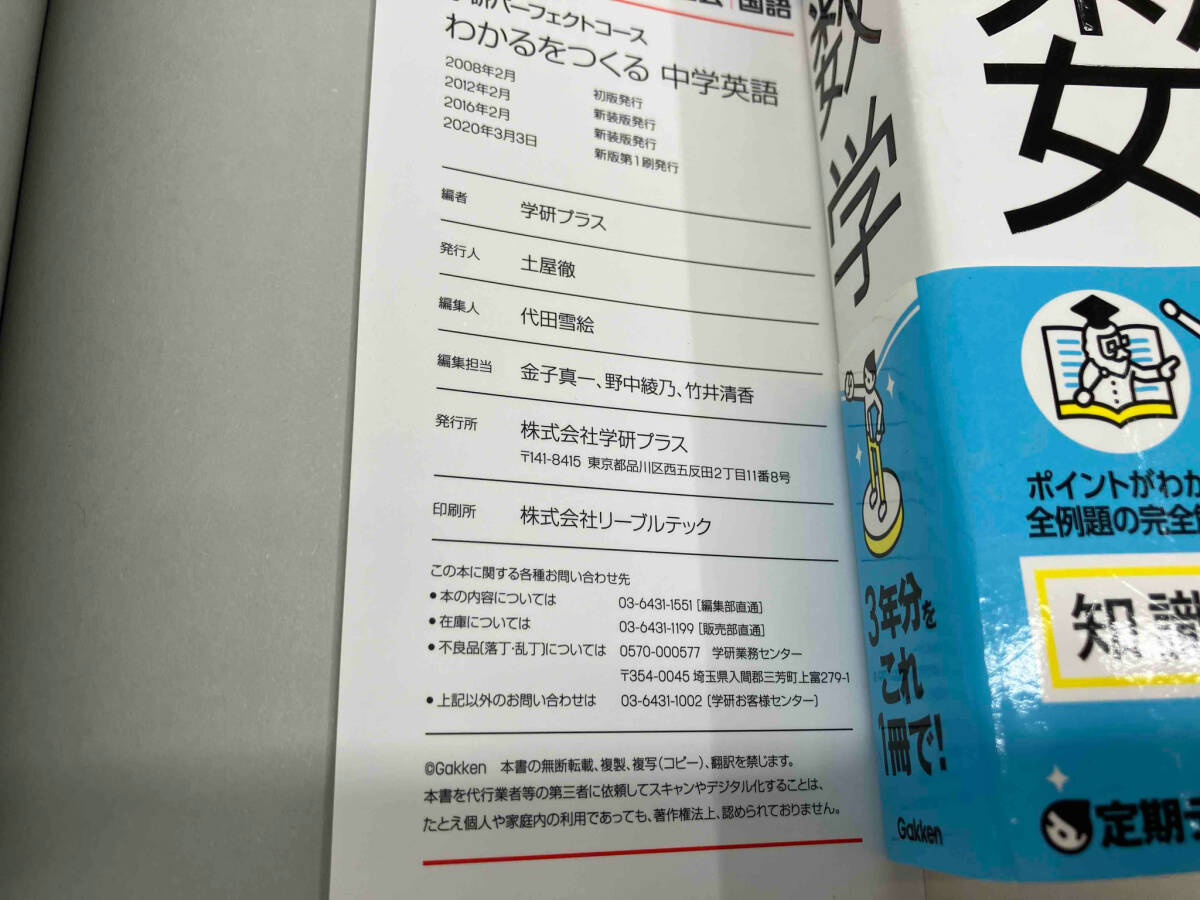 国語
学研パーフェクトコース
わかるをつくる 中学英語
2008年2月 初版発行
2012年2月 新装版発行
2016年2月 新装版発行
2020年3月3日 新版第1刷発行
編者 学研プラス
発行人 土屋徹
編集人 代田雪絵
編集担当 金子真一、野中綾乃、竹井清香
発行所 株式会社学研プラス
〒141-8415 東京都品川区西五反田2丁目11番8号
印刷所 株式会社リーブルテック
この本に関する各種お問い合わせ先
●本の内容については 03-6431-1551[編集部直通]
●在庫については 03-6431-1199[販売部直通]
●不良品(落丁・乱丁)については 0570-000577 学研業務センター
〒354-0045 埼玉県入間郡三芳町上富279-1
●上記以外のお問い合わせは 03-6431-1002(学研お客様センター)
©Gakken 本書の無断転載、複製、複写(コピー)、翻訳を禁じます。
本書を代行業者等の第三者に依頼してスキャンやデジタル化することは、
たとえ個人や家庭内の利用であっても、著作権法上、認められておりません。
数学
数
3年分を
これ
1冊で!
Gakken
ポイントがわか
全例題の完全
知識
定期テ